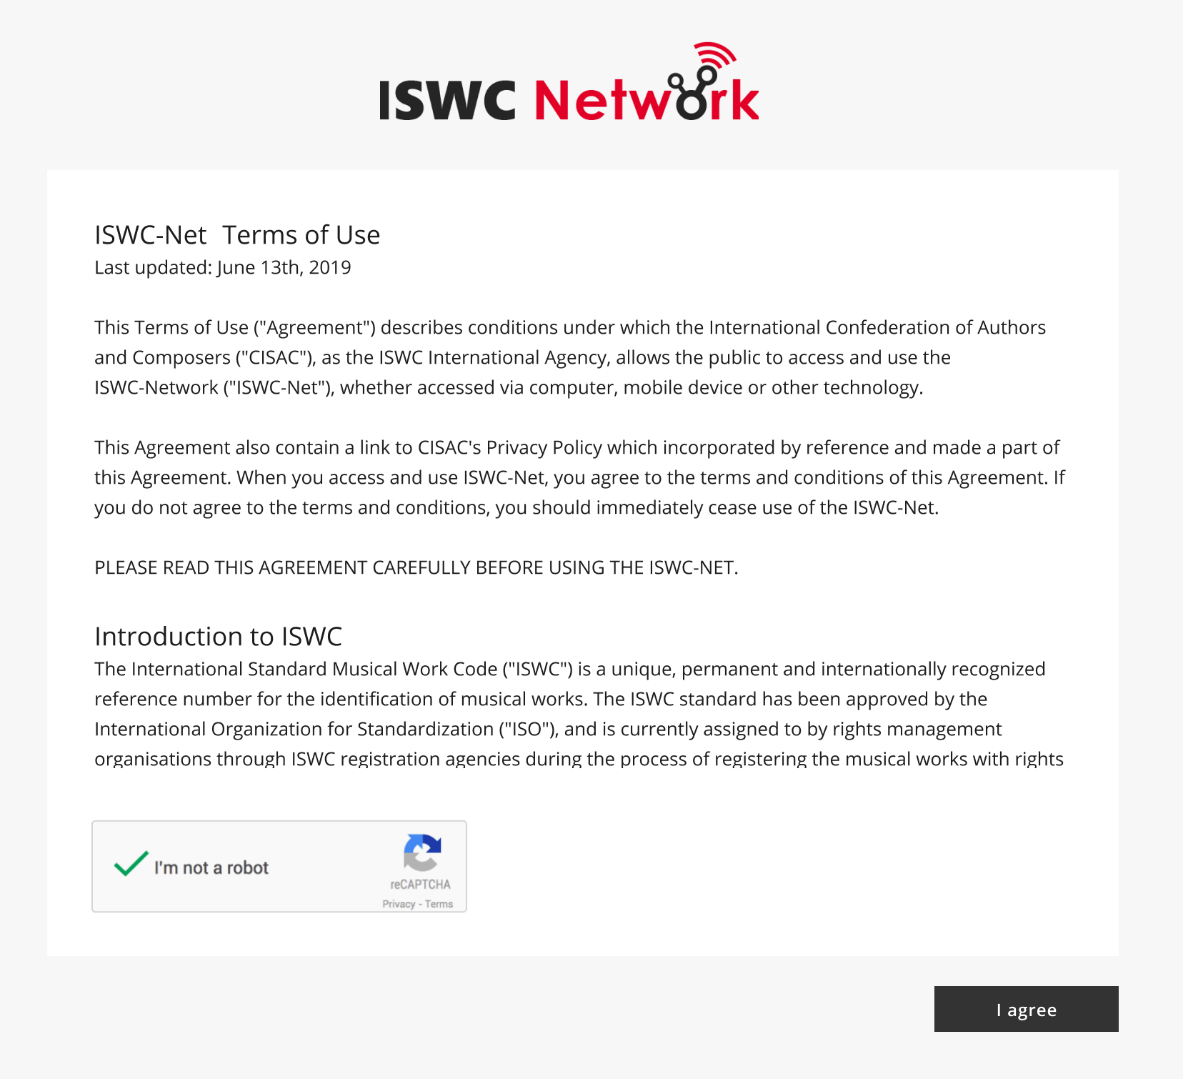 ISWC Network
ISWC-Net Terms of Use
Last updated: June 13th, 2019
This Terms of Use ("Agreement") describes conditions under which the International Confederation of Authors
and Composers ("CISAC"), as the ISWC International Agency, allows the public to access and use the
ISWC-Network ("ISWC-Net"), whether accessed via computer, mobile device or other technology.
This Agreement also contain a link to CISAC's Privacy Policy which incorporated by reference and made a part of
this Agreement. When you access and use ISWC-Net, you agree to the terms and conditions of this Agreement. If
you do not agree to the terms and conditions, you should immediately cease use of the ISWC-Net.
PLEASE READ THIS AGREEMENT CAREFULLY BEFORE USING THE ISWC-NET.
Introduction to ISWC
The International Standard Musical Work Code ("ISWC") is a unique, permanent and internationally recognized
reference number for the identification of musical works. The ISWC standard has been approved by the
International Organization for Standardization ("ISO"), and is currently assigned to by rights management
organisations through ISWC registration agencies during the process of registering the musical works with rights
I'm not a robot
reCAPTCHA
Privacy - Terms
I agree